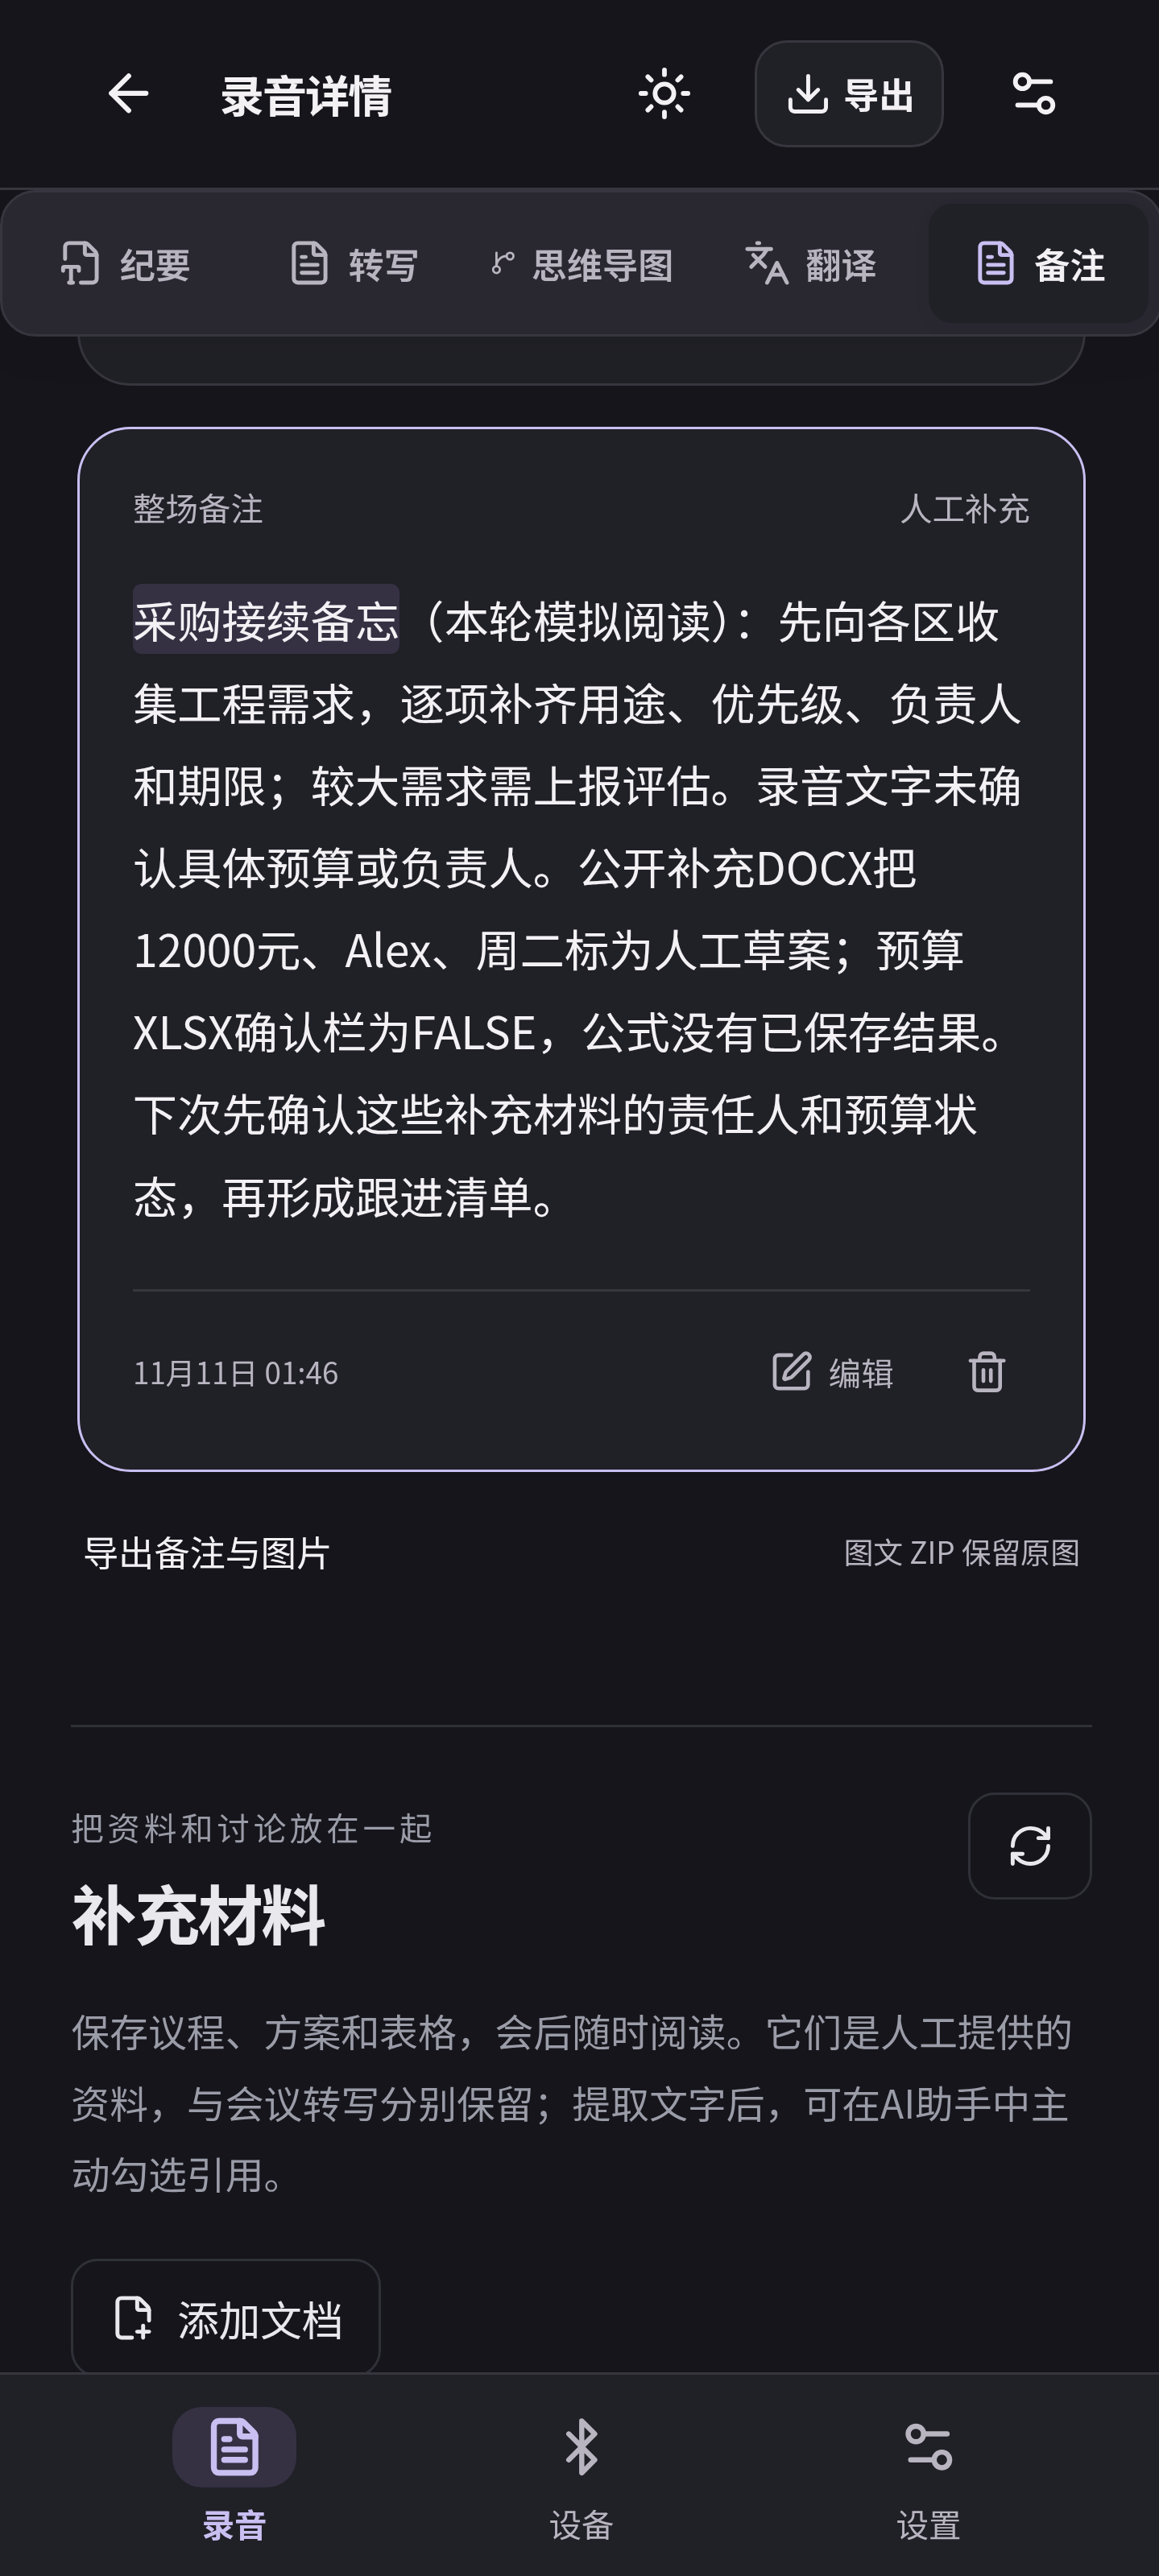 录音详情
导出
纪要
转写
思维导图
翻译
备注
整场备注
人工补充
采购接续备忘（本轮模拟阅读）：先向各区收
集工程需求，逐项补齐用途、优先级、负责人
和期限；较大需求需上报评估。录音文字未确
认具体预算或负责人。公开补充DOCX把
12000元、Alex、周二标为人工草案；预算
XLSX确认栏为FALSE，公式没有已保存结果。
下次先确认这些补充材料的责任人和预算状
态，再形成跟进清单。
11月11日 01:46
编辑
导出备注与图片
图文 ZIP 保留原图
把资料和讨论放在一起
补充材料
保存议程、方案和表格，会后随时阅读。它们是人工提供的
资料，与会议转写分别保留；提取文字后，可在AI助手中主
动勾选引用。
添加文档
录音
设备
设置